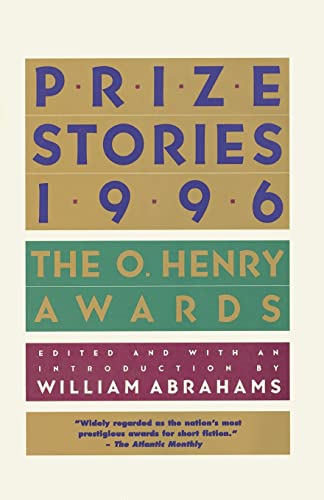 P·R·I·Z·E
STORIES
1·9·9·6
THE O. HENRY
AWARDS
EDITED AND WITH AN
INTRODUCTION BY
WILLIAM ABRAHAMS
"Widely regarded as the nation's most
prestigious awards for short fiction."
– The Atlantic Monthly